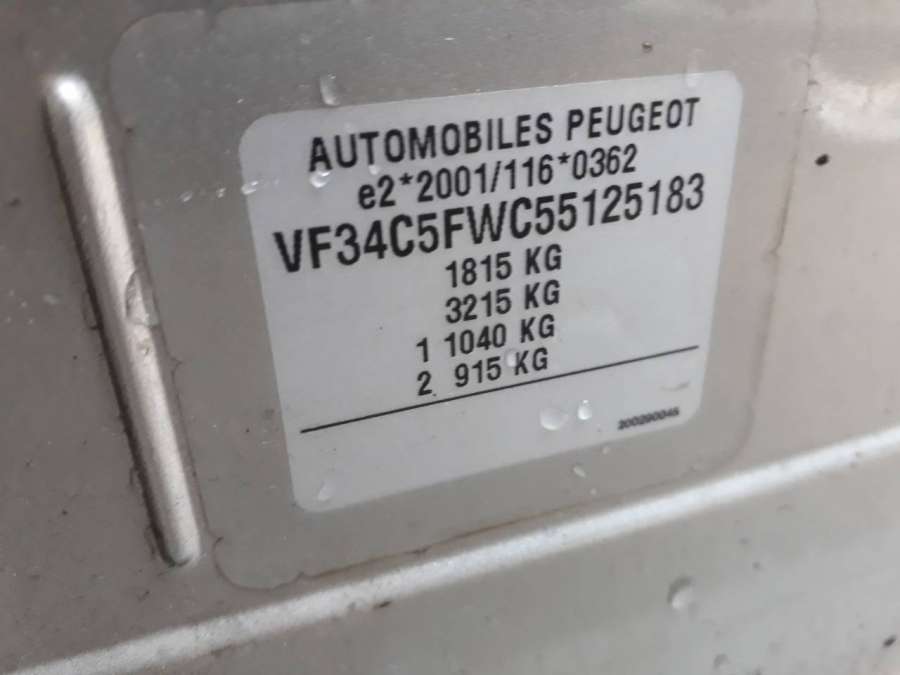 AUTOMOBILES PEUGEOT
e2*2001/116*0362
VF34C5FWC55125183
1815 KG
3215 KG
1 1040 KG
2 915 KG